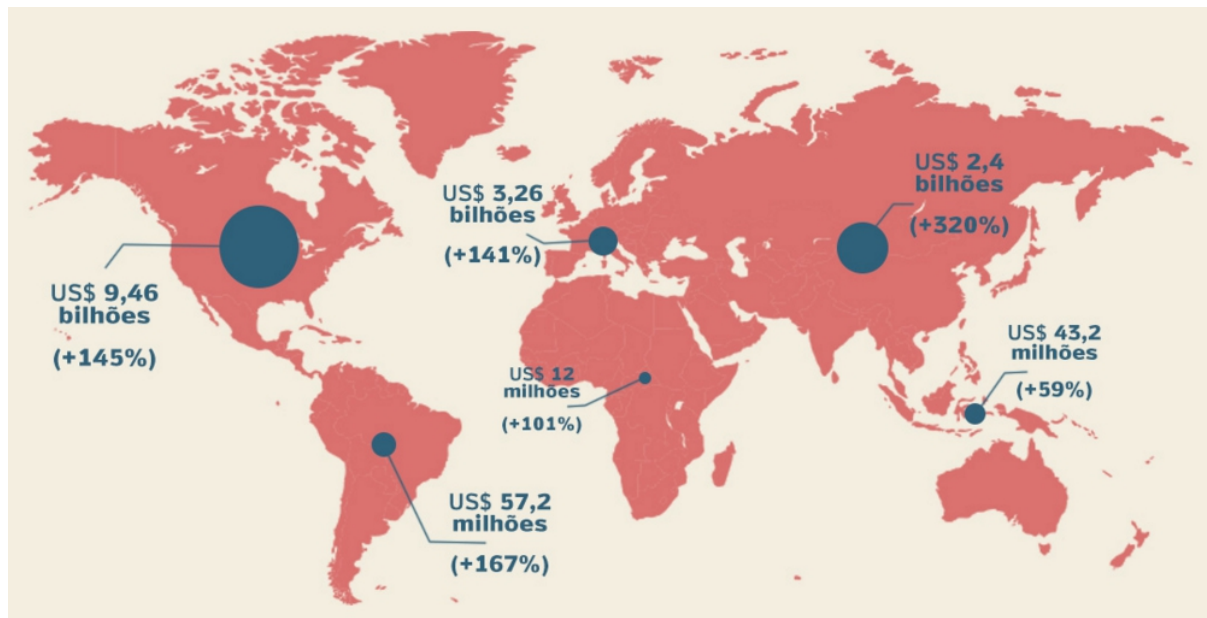 US$ 9,46
bilhões
(+145%)
US$ 3,26
bilhões
(+141%)
US$ 2,4
bilhões
(+320%)
US$ 12
milhões
(+101%)
US$ 43,2
milhões
(+59%)
US$ 57,2
milhões
(+167%)